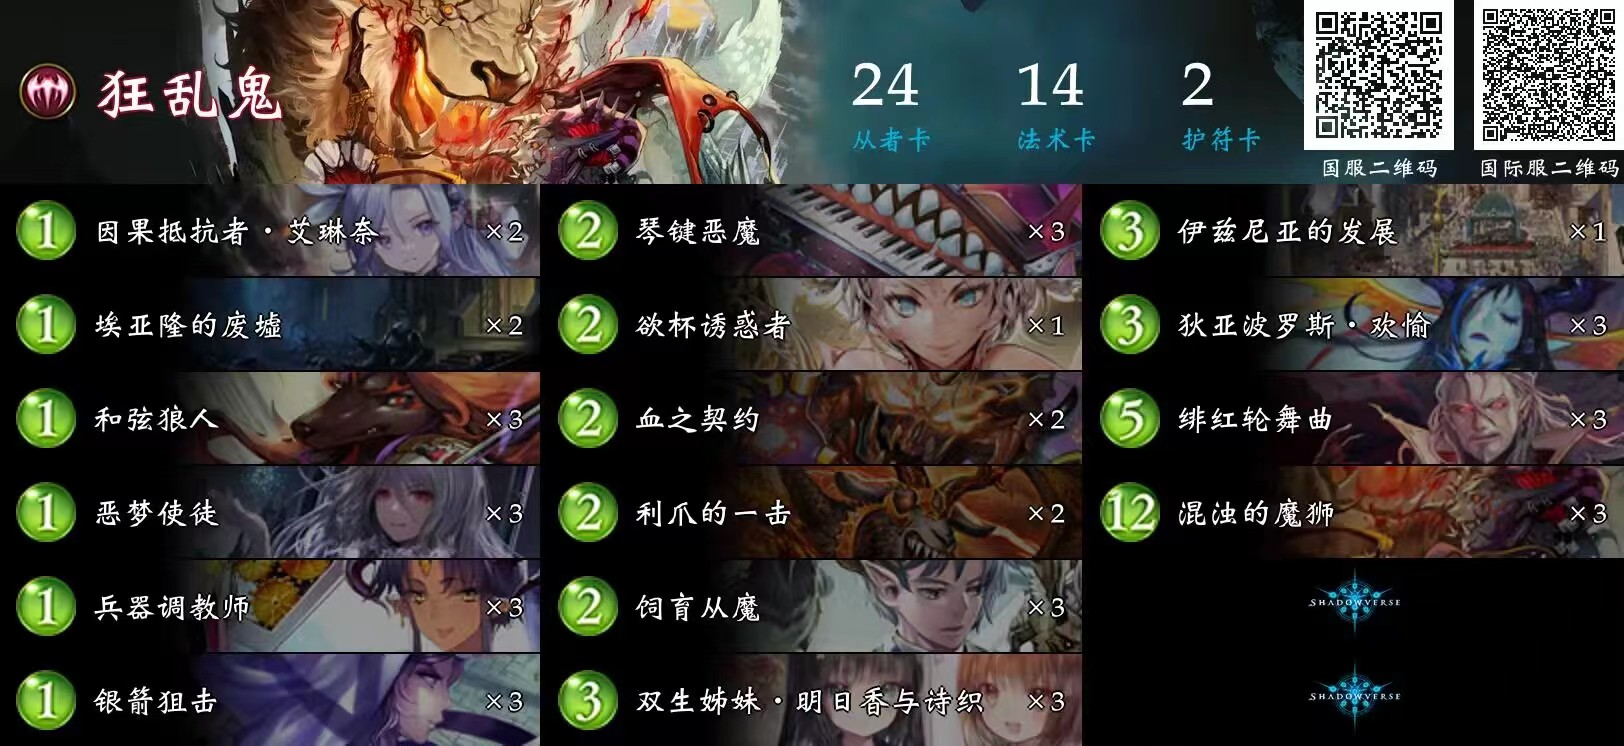 狂乱鬼
24 14 2
从者卡 法术卡 护符卡
国服二维码 国际服二维码
1 因果抵抗者·艾琳奈 ×2
1 埃亚隆的废墟 ×2
1 和弦狼人 ×3
1 恶梦使徒 ×3
1 兵器调教师 ×3
1 银箭狙击 ×3
2 琴键恶魔 ×3
2 欲杯诱惑者 ×1
2 血之契约 ×2
2 利爪的一击 ×2
2 饲育从魔 ×3
3 双生姊妹·明日香与诗织 ×3
3 伊兹尼亚的发展 ×1
3 狄亚波罗斯·欢愉 ×3
5 绯红轮舞曲 ×3
12 混浊的魔狮 ×3
SHADOWVERSE
SHADOWVERSE